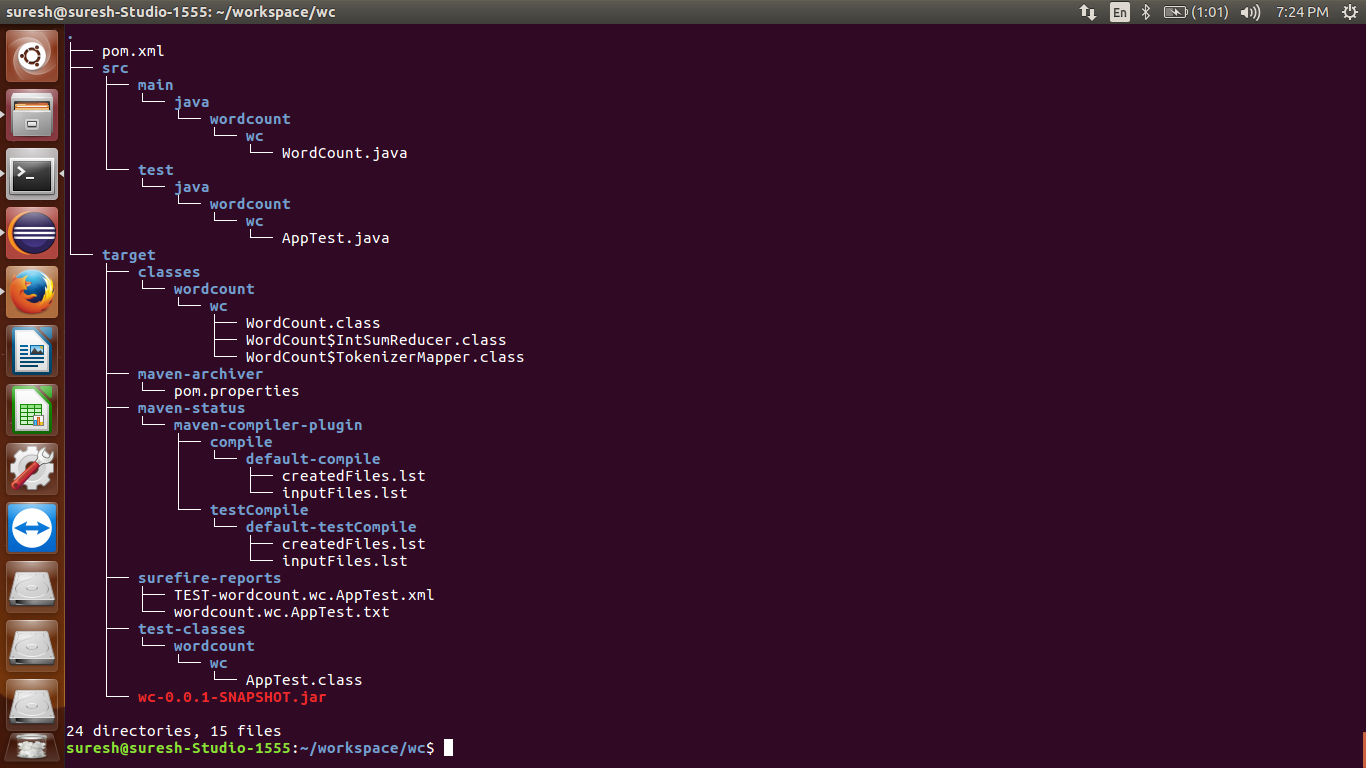 suresh@suresh-Studio-1555: ~/workspace/wc En (1:01) 7:24 PM
.
├── pom.xml
├── src
│   ├── main
│   │   └── java
│   │       └── wordcount
│   │           └── wc
│   │               └── WordCount.java
│   └── test
│       └── java
│           └── wordcount
│               └── wc
│                   └── AppTest.java
└── target
    ├── classes
    │   └── wordcount
    │       └── wc
    │           ├── WordCount.class
    │           ├── WordCount$IntSumReducer.class
    │           └── WordCount$TokenizerMapper.class
    ├── maven-archiver
    │   └── pom.properties
    ├── maven-status
    │   └── maven-compiler-plugin
    │       ├── compile
    │       │   └── default-compile
    │       │       ├── createdFiles.lst
    │       │       └── inputFiles.lst
    │       └── testCompile
    │           └── default-testCompile
    │               ├── createdFiles.lst
    │               └── inputFiles.lst
    ├── surefire-reports
    │   ├── TEST-wordcount.wc.AppTest.xml
    │   └── wordcount.wc.AppTest.txt
    ├── test-classes
    │   └── wordcount
    │       └── wc
    │           └── AppTest.class
    └── wc-0.0.1-SNAPSHOT.jar
24 directories, 15 files
suresh@suresh-Studio-1555:~/workspace/wc$